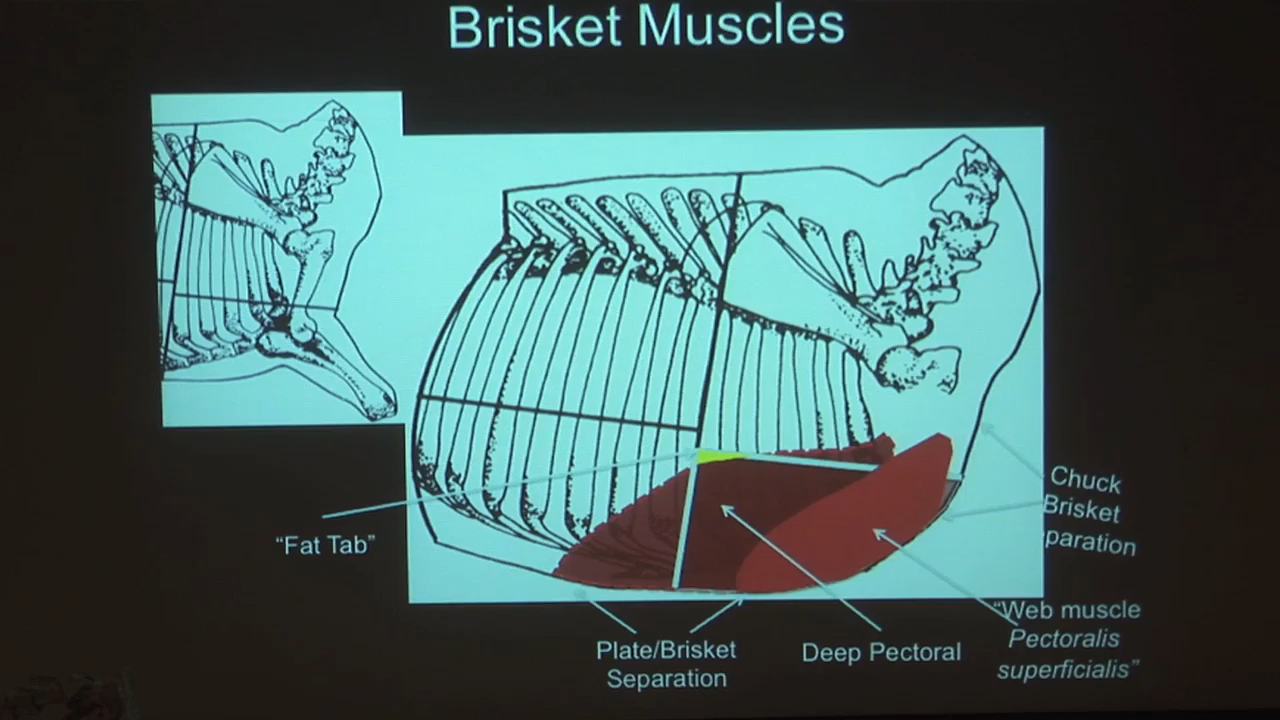 Brisket Muscles
"Fat Tab"
Chuck
Brisket
paration
Plate/Brisket
Separation
Deep Pectoral
"Web muscle
Pectoralis
superficialis"